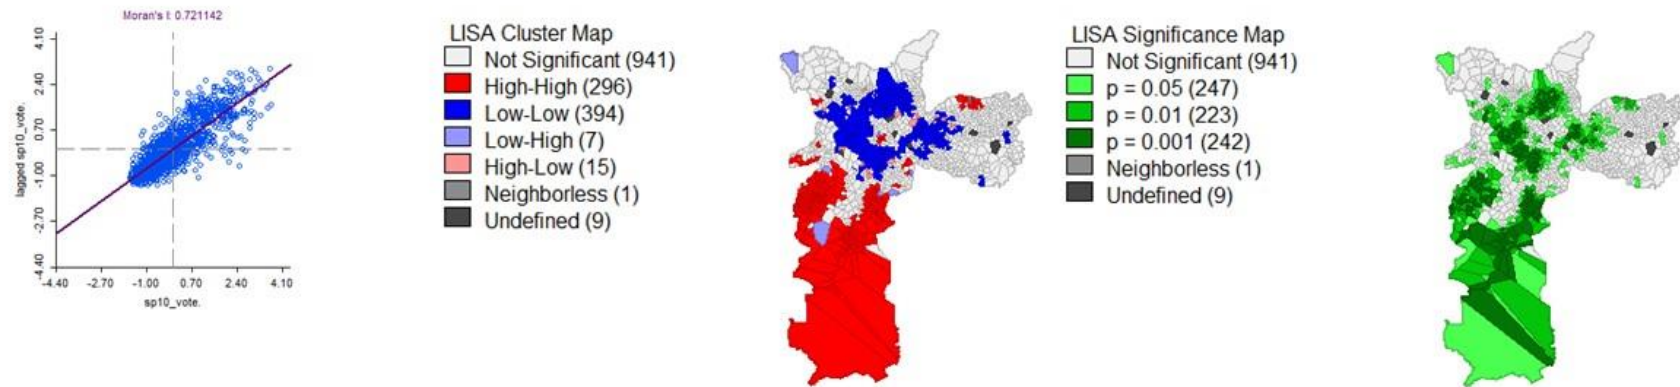 Moran's I: 0.721142
4.10
2.40
0.70
-1.00
-2.70
-4.40
lagged sp10_vote.
-4.40 -2.70 -1.00 0.70 2.40 4.10
sp10_vote.
LISA Cluster Map
Not Significant (941)
High-High (296)
Low-Low (394)
Low-High (7)
High-Low (15)
Neighborless (1)
Undefined (9)
LISA Significance Map
Not Significant (941)
p = 0.05 (247)
p = 0.01 (223)
p = 0.001 (242)
Neighborless (1)
Undefined (9)